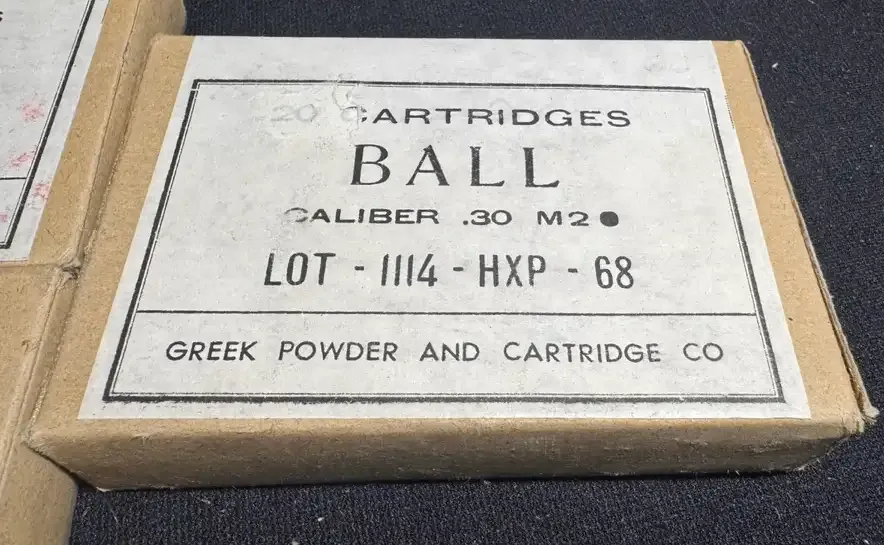 20 CARTRIDGES
BALL
CALIBER .30 M2
LOT - 1114 - HXP - 68
GREEK POWDER AND CARTRIDGE CO